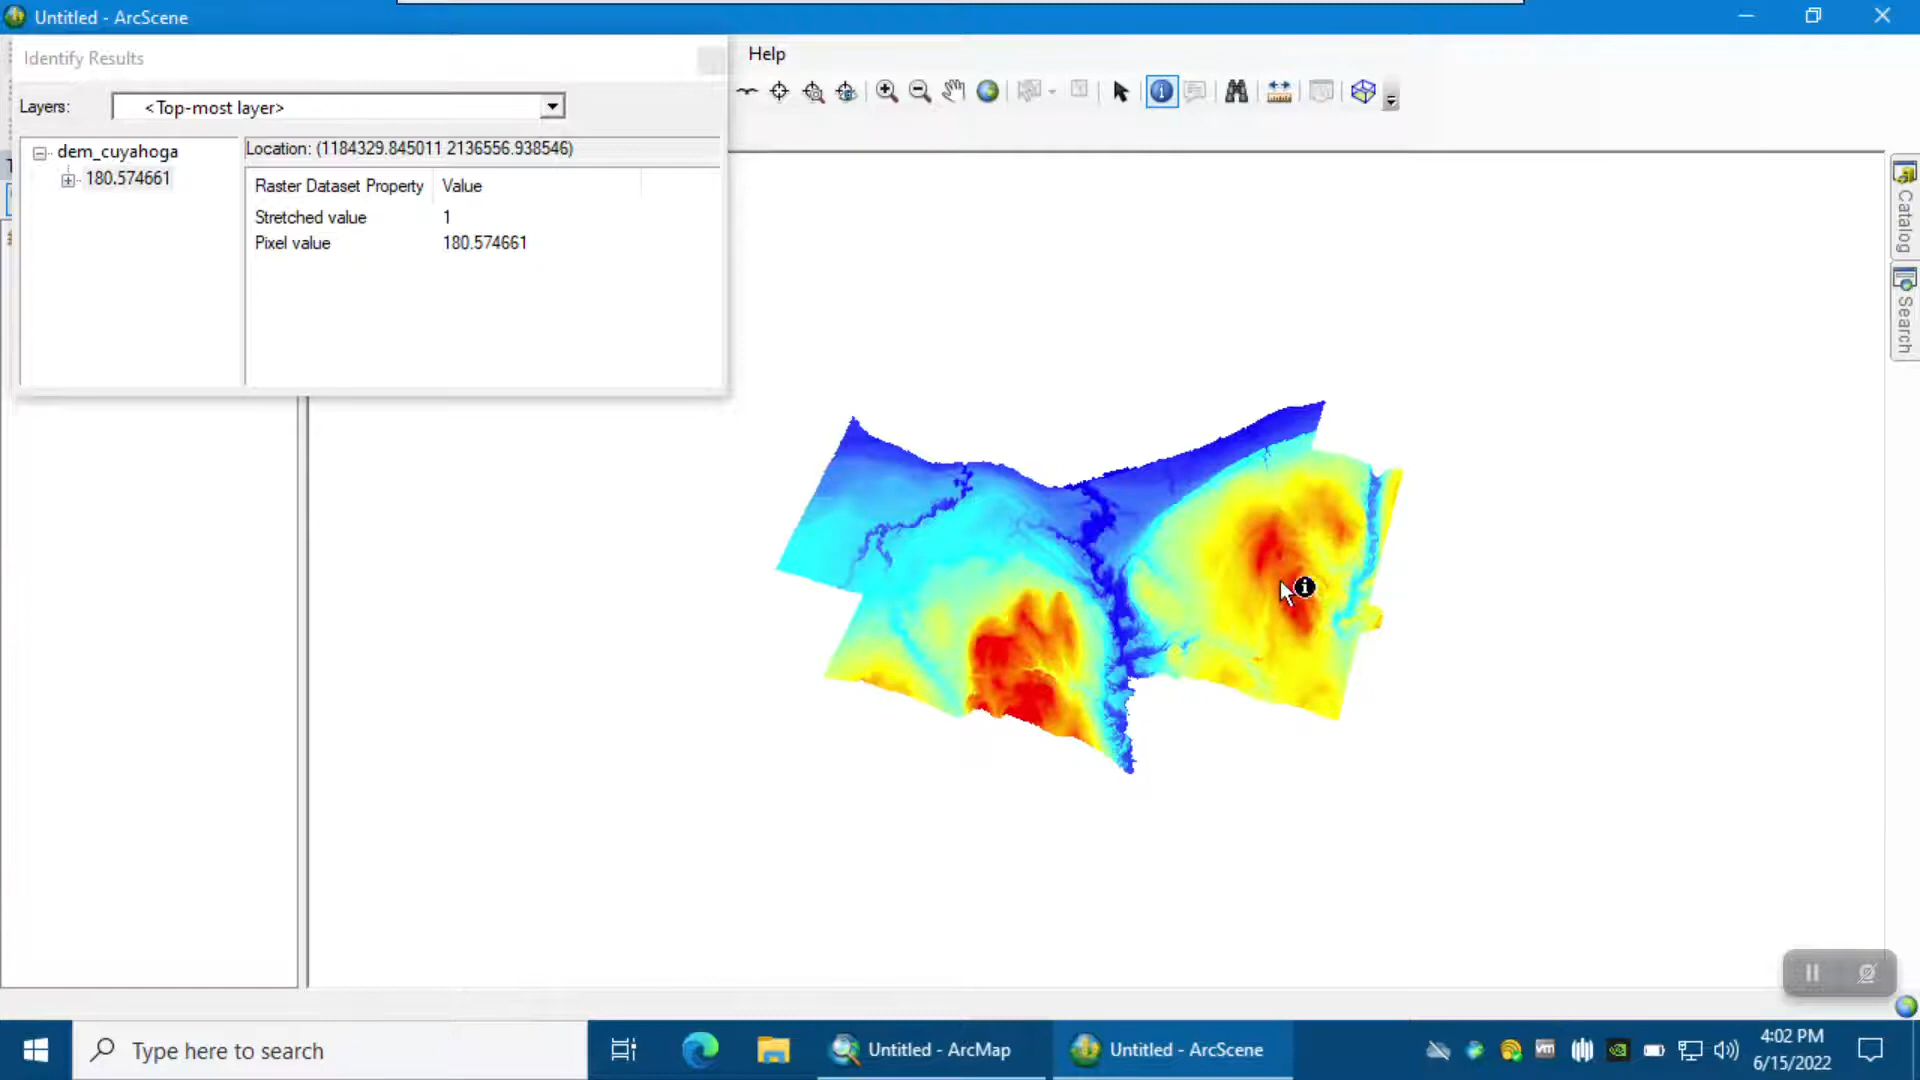 Untitled - ArcScene
Identify Results
Help
Layers:
<Top-most layer>
dem_cuyahoga
180.574661
Location: (1184329.845011 2136556.938546)
Raster Dataset Property Value
Stretched value 1
Pixel value 180.574661
Catalog
Search
Type here to search
Untitled - ArcMap
Untitled - ArcScene
4:02 PM
6/15/2022